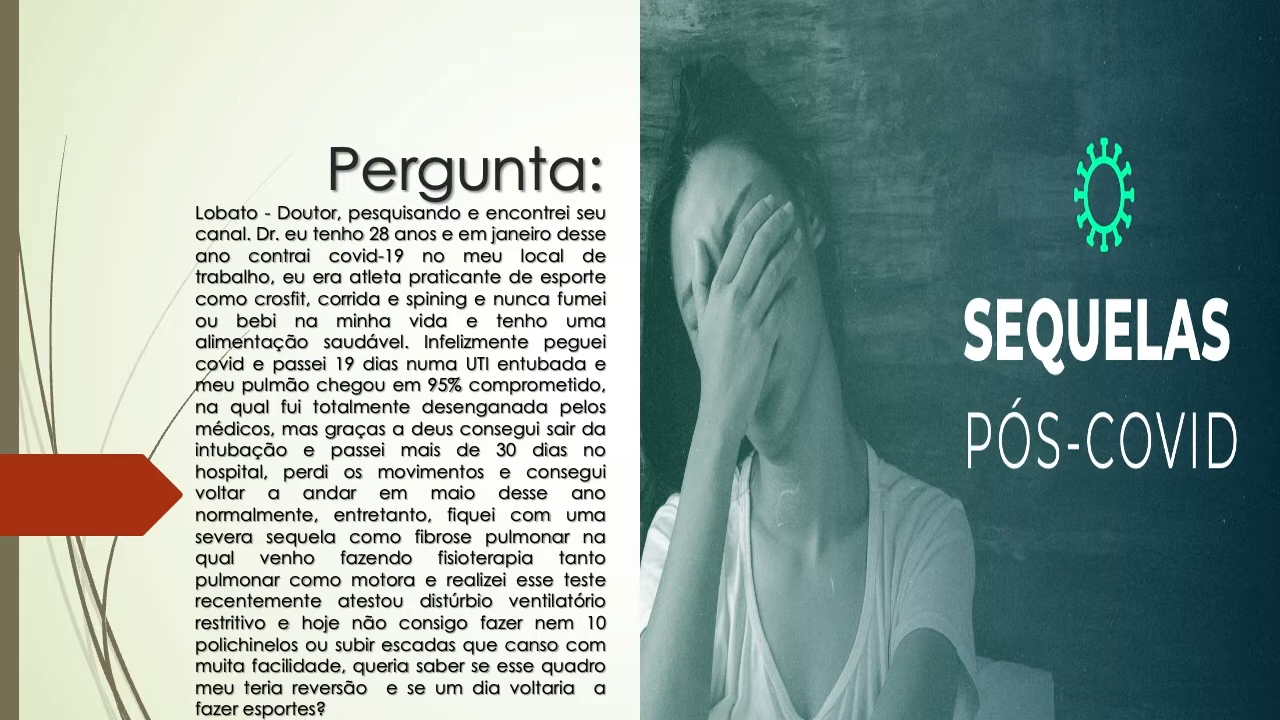 Pergunta:
Lobato - Doutor, pesquisando e encontrei seu
canal. Dr. eu tenho 28 anos e em janeiro desse
ano contrai covid-19 no meu local de
trabalho, eu era atleta praticante de esporte
como crosfit, corrida e spining e nunca fumei
ou bebi na minha vida e tenho uma
alimentação saudável. Infelizmente peguei
covid e passei 19 dias numa UTI entubada e
meu pulmão chegou em 95% comprometido,
na qual fui totalmente desenganada pelos
médicos, mas graças a deus consegui sair da
intubação e passei mais de 30 dias no
hospital, perdi os movimentos e consegui
voltar a andar em maio desse ano
normalmente, entretanto, fiquei com uma
severa sequela como fibrose pulmonar na
qual venho fazendo fisioterapia tanto
pulmonar como motora e realizei esse teste
recentemente atestou distúrbio ventilatório
restritivo e hoje não consigo fazer nem 10
polichinelos ou subir escadas que canso com
muita facilidade, queria saber se esse quadro
meu teria reversão e se um dia voltaria a
fazer esportes?
SEQUELAS
PÓS-COVID